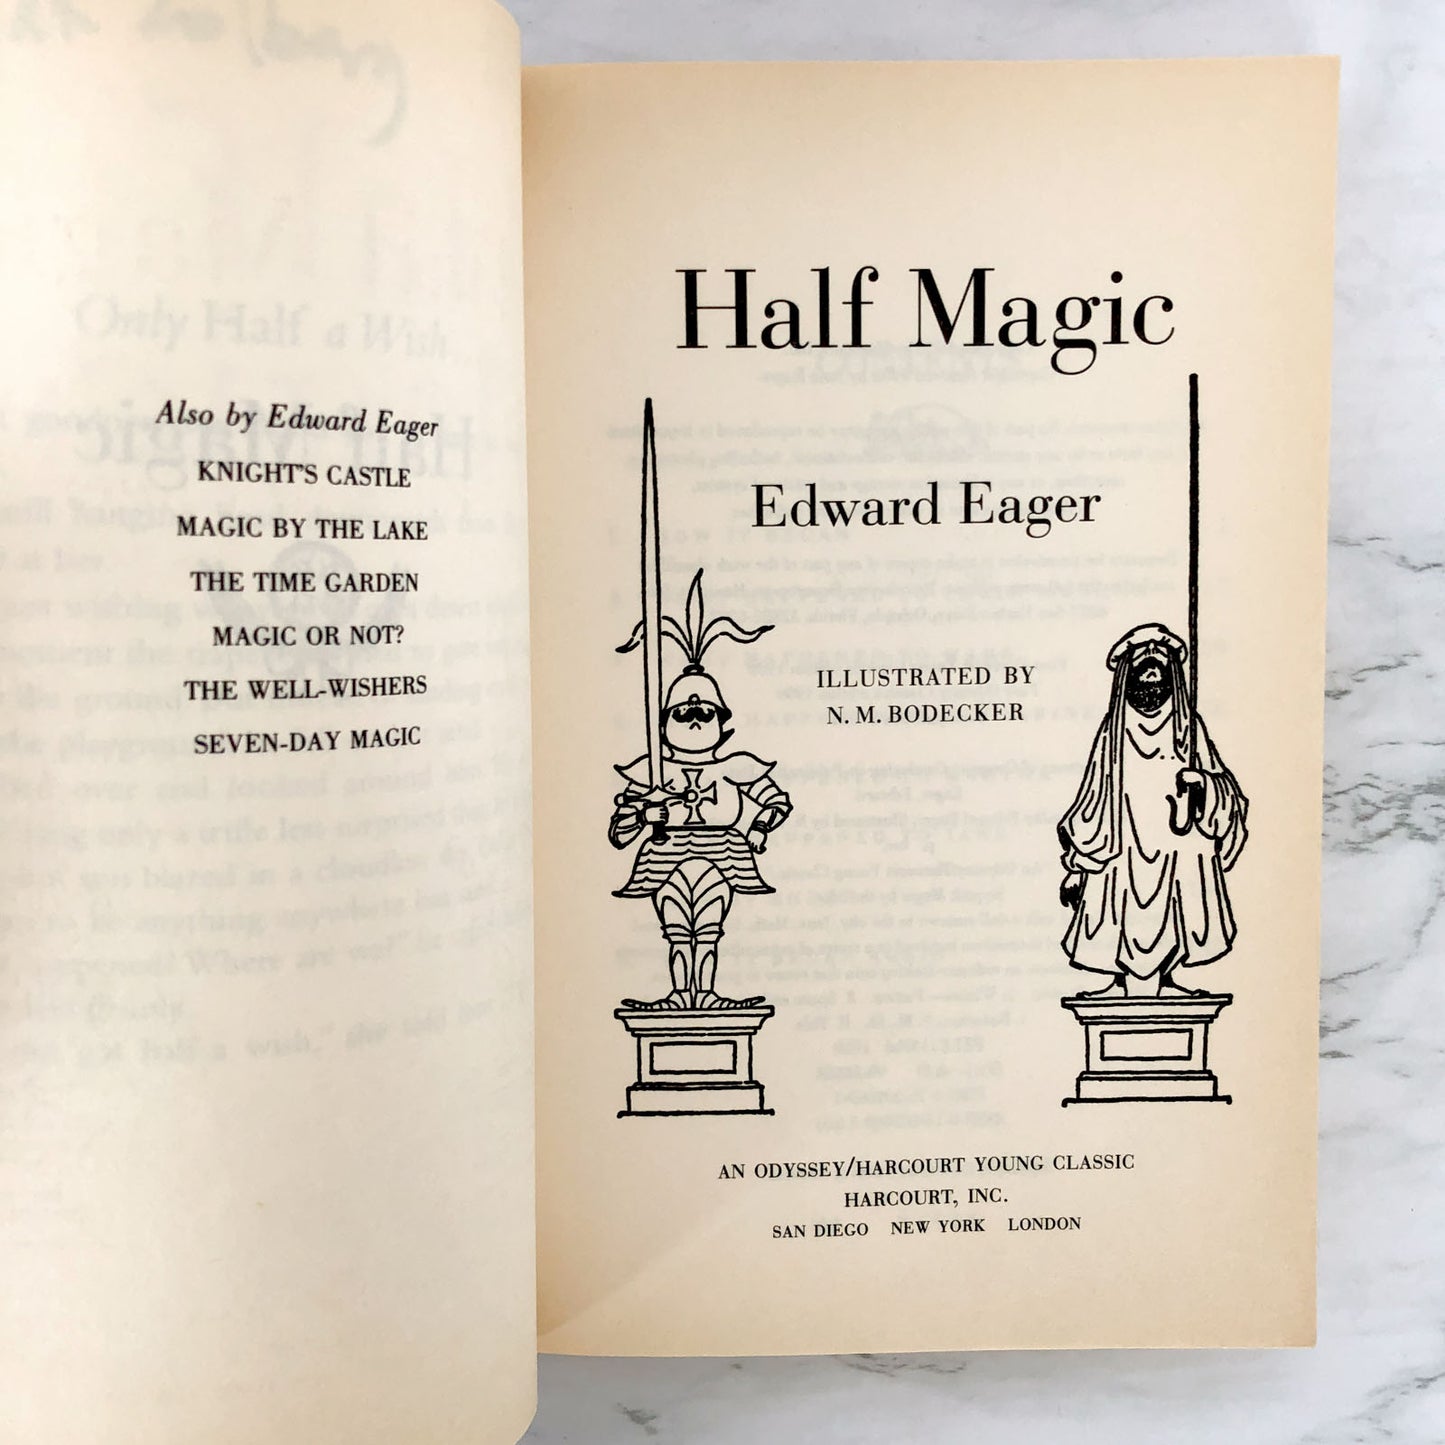 Also by Edward Eager
KNIGHT'S CASTLE
MAGIC BY THE LAKE
THE TIME GARDEN
MAGIC OR NOT?
THE WELL-WISHERS
SEVEN-DAY MAGIC
Half Magic
Edward Eager
ILLUSTRATED BY
N. M. BODECKER
AN ODYSSEY/HARCOURT YOUNG CLASSIC
HARCOURT, INC.
SAN DIEGO NEW YORK LONDON